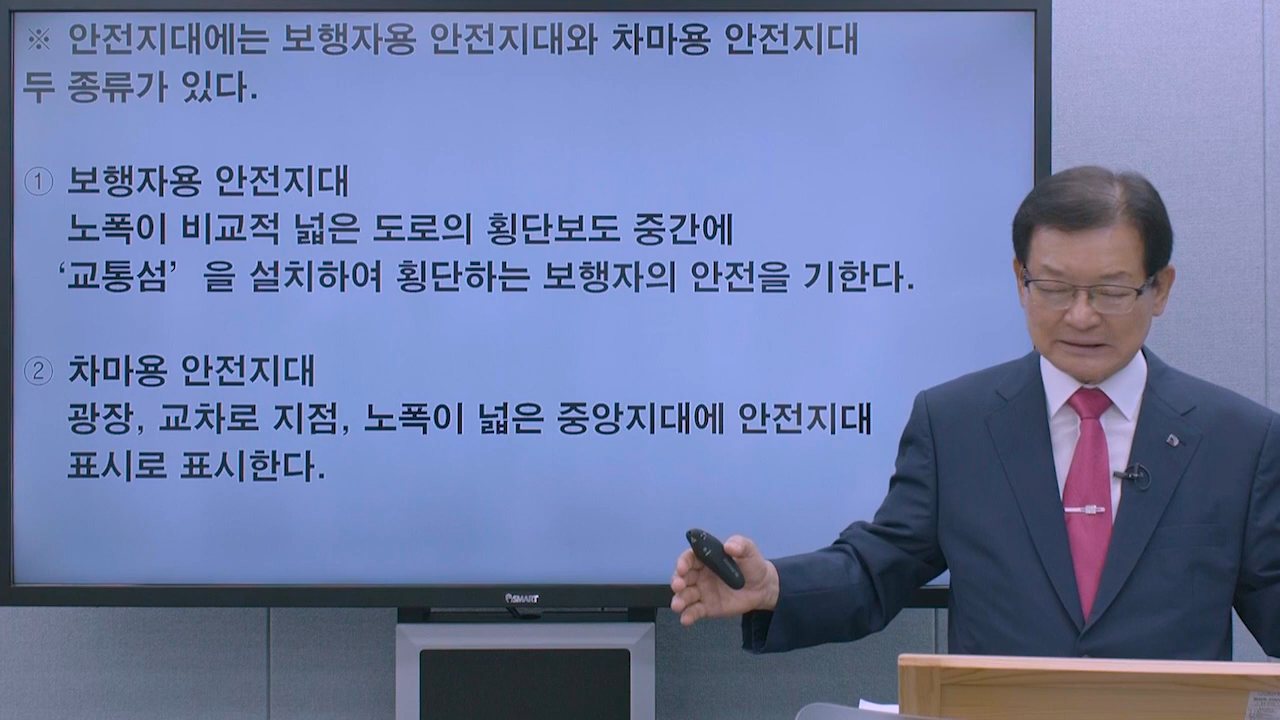 ※ 안전지대에는 보행자용 안전지대와 차마용 안전지대
두 종류가 있다.
① 보행자용 안전지대
노폭이 비교적 넓은 도로의 횡단보도 중간에
‘교통섬’ 을 설치하여 횡단하는 보행자의 안전을 기한다.
② 차마용 안전지대
광장, 교차로 지점, 노폭이 넓은 중앙지대에 안전지대
표시로 표시한다.
SMART